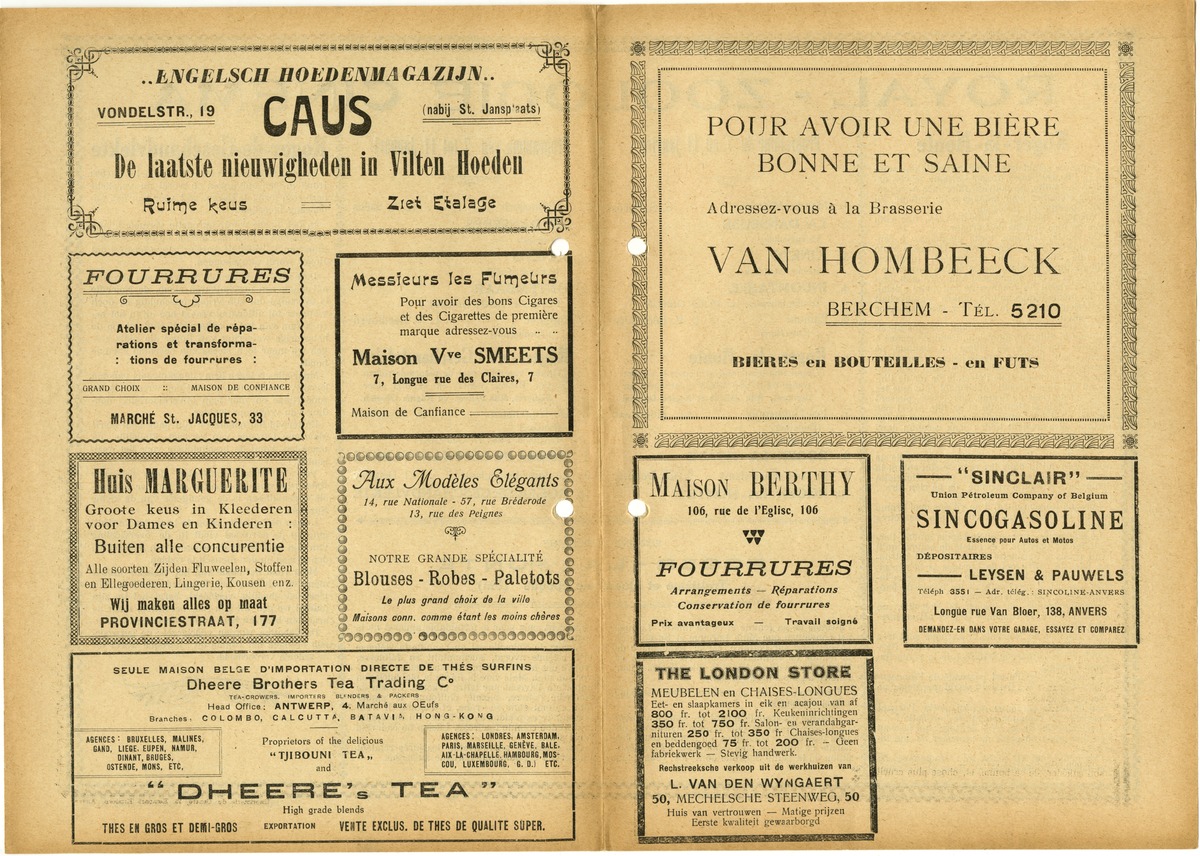 ..ENGELSCH HOEDENMAGAZIJN..
VONDELSTR., 19 CAUS (nabij St. Jansplaats)
De laatste nieuwigheden in Vilten Hoeden
Ruime keus Ziet Etalage
FOURRURES
Atelier spécial de répa-
rations et transforma-
: tions de fourrures :
GRAND CHOIX :: MAISON DE CONFIANCE
MARCHÉ St. JACQUES, 33
Messieurs les Fumeurs
Pour avoir des bons Cigares
et des Cigarettes de première
marque adressez-vous .. ..
Maison Vve SMEETS
7, Longue rue des Claires, 7
Maison de Canfiance
Huis MARGUERITE
Groote keus in Kleederen
voor Dames en Kinderen :
Buiten alle concurentie
Alle soorten Zijden Fluweelen, Stoffen
en Ellegoederen, Lingerie, Kousen enz.
Wij maken alles op maat
PROVINCIESTRAAT, 177
Aux Modèles Elégants
14, rue Nationale - 57, rue Bréderode
13, rue des Peignes
NOTRE GRANDE SPÉCIALITÉ
Blouses - Robes - Paletots
Le plus grand choix de la ville
Maisons conn. comme étant les moins chères
SEULE MAISON BELGE D'IMPORTATION DIRECTE DE THÉS SURFINS
Dheere Brothers Tea Trading Co
TEA-CROWERS, IMPORTERS BLENDERS & PACKERS
Head Office: ANTWERP, 4, Marché aux OEufs
Branches: COLOMBO, CALCUTTA, BATAVIA, HONG-KONG
AGENCES: BRUXELLES, MALINES,
GAND, LIEGE, EUPEN, NAMUR,
DINANT, BRUGES,
OSTENDE, MONS, ETC,
Proprietors of the delicious
"TJIBOUNI TEA„
and
AGENCES: LONDRES, AMSTERDAM,
PARIS, MARSEILLE, GENÈVE, BALE,
AIX-LA-CHAPELLE, HAMBOURG, MOS-
COU, LUXEMBOURG, G. D.) ETC.
"DHEERE's TEA"
High grade blends
THES EN GROS ET DEMI-GROS EXPORTATION VENTE EXCLUS. DE THES DE QUALITE SUPER.
POUR AVOIR UNE BIÈRE
BONNE ET SAINE
Adressez-vous à la Brasserie
VAN HOMBEECK
BERCHEM - TÉL. 5210
BIERES en BOUTEILLES - en FUTS
MAISON BERTHY
106, rue de l'Eglise, 106
FOURRURES
Arrangements — Réparations
Conservation de fourrures
Prix avantageux — Travail soigné
"SINCLAIR"
Union Pétroleum Company of Belgium
SINCOGASOLINE
Essence pour Autos et Motos
DÉPOSITAIRES
LEYSEN & PAUWELS
Téléph 3551 — Adr. télég.: SINCOLINE-ANVERS
Longue rue Van Bloer, 138, ANVERS
DEMANDEZ-EN DANS VOTRE GARAGE, ESSAYEZ ET COMPAREZ
THE LONDON STORE
MEUBELEN en CHAISES-LONGUES
Eet- en slaapkamers in eik en acajou van af
800 fr. tot 2100 fr. Keukeninrichtingen
350 fr. tot 750 fr. Salon- en verandahgar-
nituren 250 fr. tot 350 fr Chaises-longues
en beddengoed 75 fr. tot 200 fr. — Geen
fabriekwerk — Stevig handwerk.
Rechstreeksche verkoop uit de werkhuizen van
L. VAN DEN WYNGAERT
50, MECHELSCHE STEENWEG, 50
Huis van vertrouwen — Matige prijzen
Eerste kwaliteit gewaarborgd